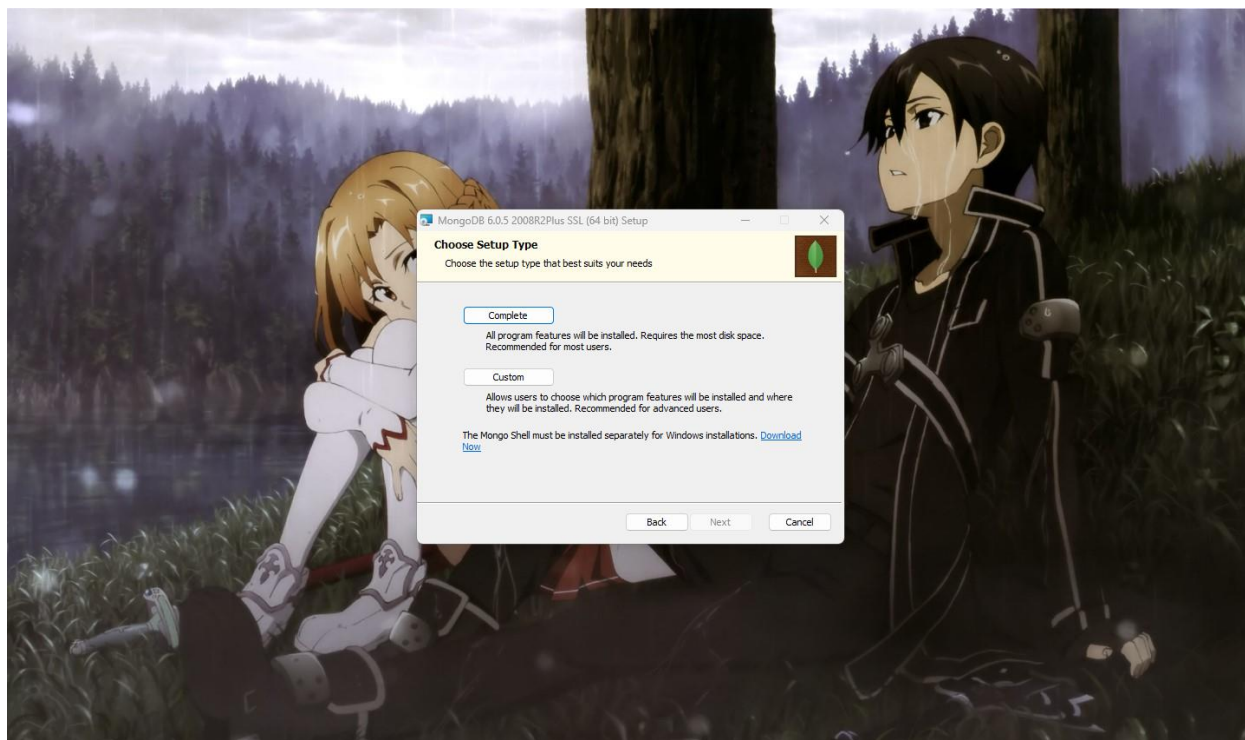 MongoDB 6.0.5 2008R2Plus SSL (64 bit) Setup
Choose Setup Type
Choose the setup type that best suits your needs
Complete
All program features will be installed. Requires the most disk space.
Recommended for most users.
Custom
Allows users to choose which program features will be installed and where
they will be installed. Recommended for advanced users.
The Mongo Shell must be installed separately for Windows installations. Download
Now
Back Next Cancel